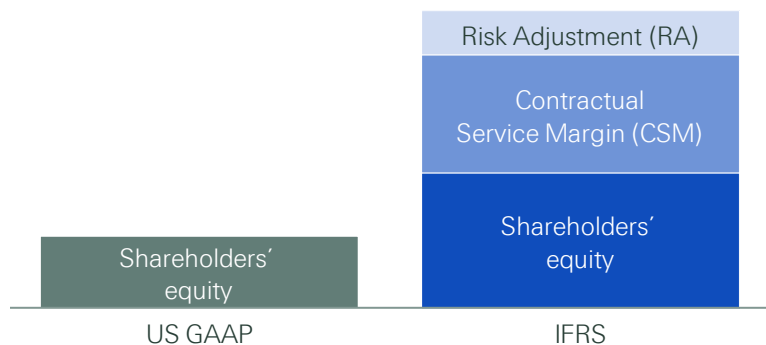 Risk Adjustment (RA)
Contractual
Service Margin (CSM)
Shareholders´
equity
Shareholders´
equity
US GAAP
IFRS